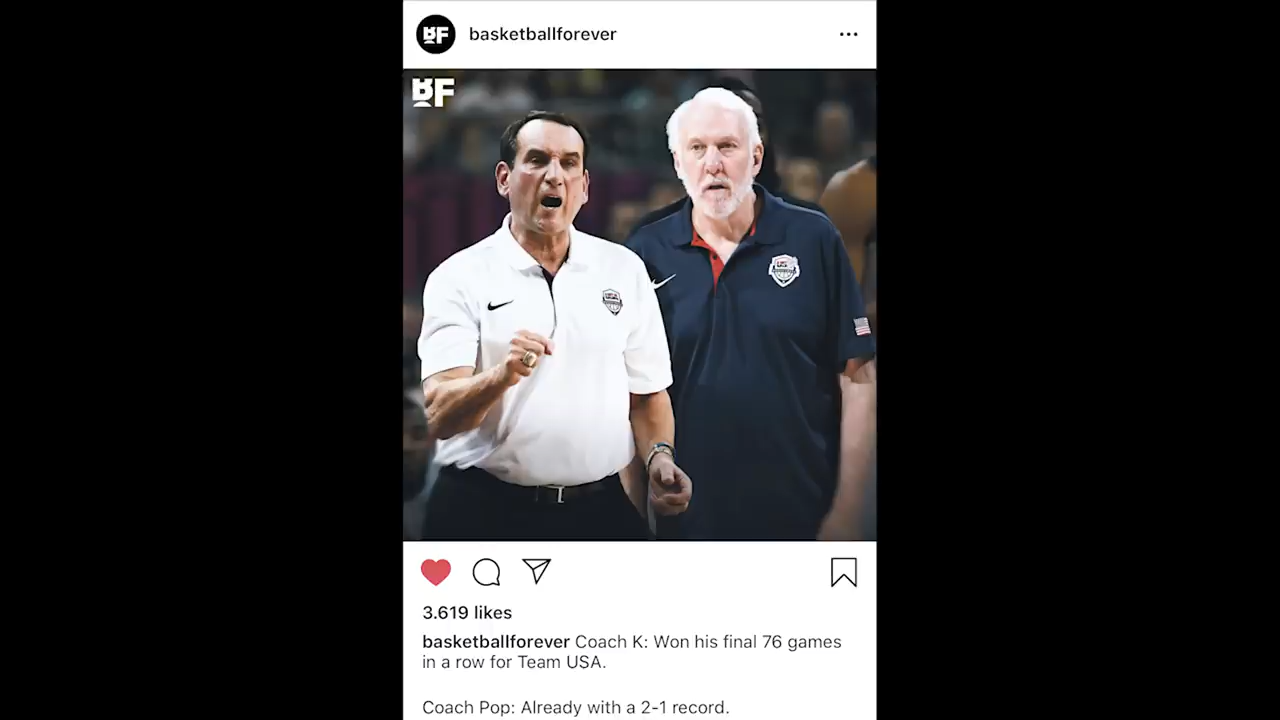 BF
basketballforever
BF
3.619 likes
basketballforever Coach K: Won his final 76 games
in a row for Team USA.
Coach Pop: Already with a 2-1 record.